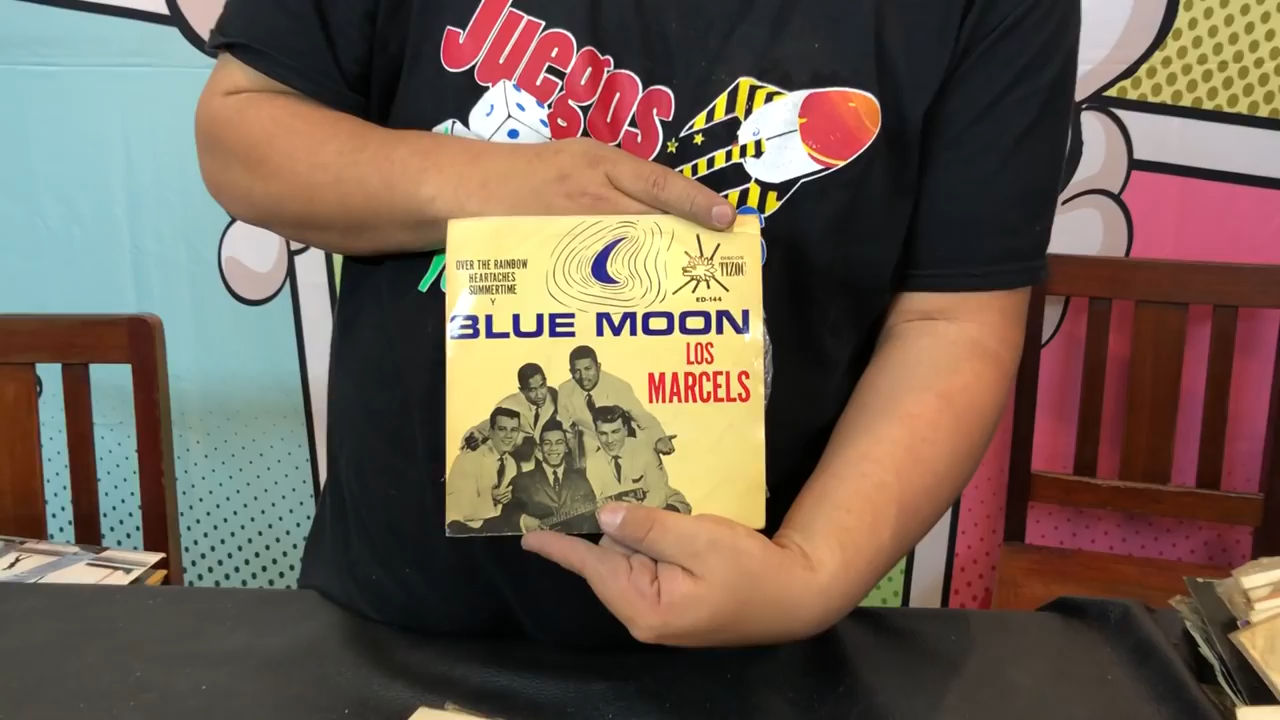 Juegos
OVER THE RAINBOW
HEARTACHES
SUMMERTIME
Y
DISCOS
TIZOC
ED-144
BLUE MOON
LOS
MARCELS